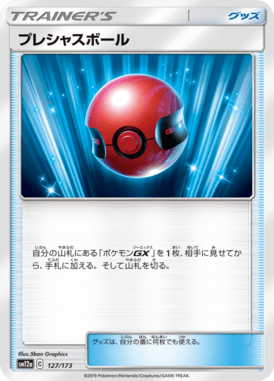 TRAINER'S
グッズ
プレシャスボール
自分の山札にある「ポケモンGX」を1枚、相手に見せてか
ら、手札に加える。そして山札を切る。
グッズは、自分の番に何枚でも使える。
Illus. 5ban Graphics
SM12a C 127/173
©2019 Pokémon/Nintendo/Creatures/GAME FREAK.